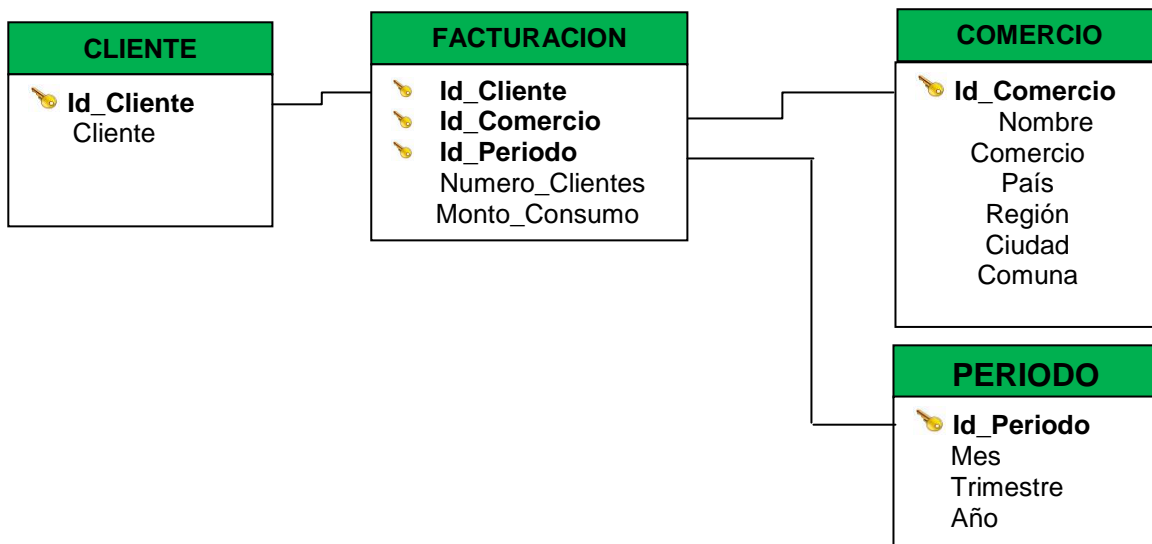 CLIENTE
Id_Cliente
Cliente
FACTURACION
Id_Cliente
Id_Comercio
Id_Periodo
Numero_Clientes
Monto_Consumo
COMERCIO
Id_Comercio
Nombre
Comercio
País
Región
Ciudad
Comuna
PERIODO
Id_Periodo
Mes
Trimestre
Año